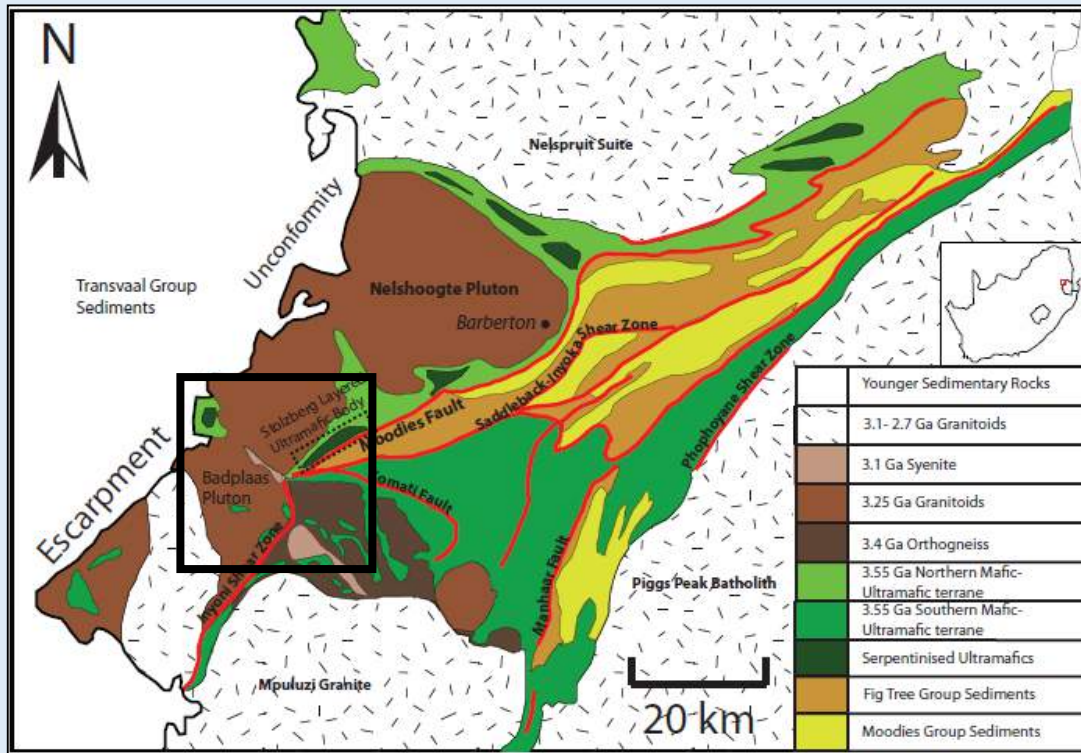 N
Nelspruit Suite
Unconformity
Transvaal Group
Sediments
Nelshoogte Pluton
Barberton
Saddleback-Inyoka Shear Zone
Stolzberg Layered
Ultramafic Body
Moodies Fault
Phophonyane Shear Zone
Escarpment
Badplaas
Pluton
Komati Fault
Inyoni Shear Zone
Manhaar Fault
Piggs Peak Batholith
Mpuluzi Granite
20 km
Younger Sedimentary Rocks
3.1- 2.7 Ga Granitoids
3.1 Ga Syenite
3.25 Ga Granitoids
3.4 Ga Orthogneiss
3.55 Ga Northern Mafic-
Ultramafic terrane
3.55 Ga Southern Mafic-
Ultramafic terrane
Serpentinised Ultramafics
Fig Tree Group Sediments
Moodies Group Sediments